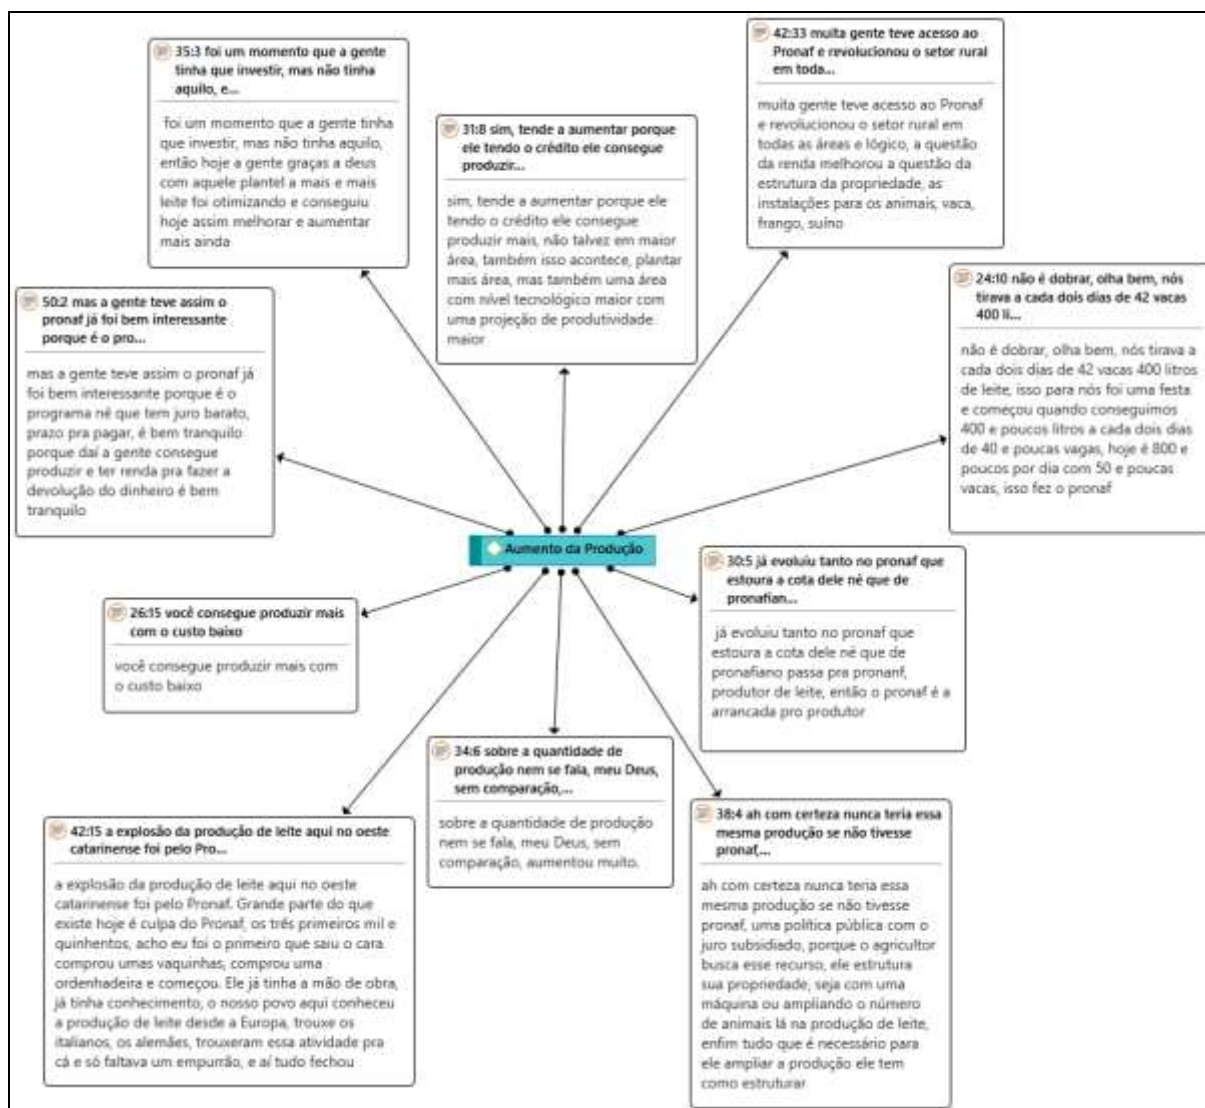 35:3 foi um momento que a gente
tinha que investir, mas não tinha
aquilo, e...
foi um momento que a gente tinha
que investir, mas não tinha aquilo,
então hoje a gente graças a deus
com aquele plantel a mais e mais
leite foi otimizando e conseguiu
hoje assim melhorar e aumentar
mais ainda
31:8 sim, tende a aumentar porque
ele tendo o crédito ele consegue
produzir...
sim, tende a aumentar porque ele
tendo o crédito ele consegue
produzir mais, não talvez em maior
área, também isso acontece, plantar
mais área, mas também uma área
com nível tecnológico maior com
uma projeção de produtividade
maior
42:33 muita gente teve acesso ao
Pronaf e revolucionou o setor rural
em toda...
muita gente teve acesso ao Pronaf
e revolucionou o setor rural em
todas as áreas e lógico, a questão
da renda melhorou a questão da
estrutura da propriedade, as
instalações para os animais, vaca,
frango, suíno
50:2 mas a gente teve assim o
pronaf já foi bem interessante
porque é o pro...
mas a gente teve assim o pronaf já
foi bem interessante porque é o
programa né que tem juro barato,
prazo pra pagar, é bem tranquilo
porque daí a gente consegue
produzir e ter renda pra fazer a
devolução do dinheiro é bem
tranquilo
24:10 não é dobrar, olha bem, nós
tirava a cada dois dias de 42 vacas
400 li...
não é dobrar, olha bem, nós tirava a
cada dois dias de 42 vacas 400 litros
de leite, isso para nós foi uma festa
e começou quando conseguimos
400 e poucos litros a cada dois dias
de 40 e poucas vagas, hoje é 800 e
poucos por dia com 50 e poucas
vacas, isso fez o pronaf
Aumento da Produção
26:15 você consegue produzir mais
com o custo baixo
você consegue produzir mais com
o custo baixo
30:5 já evoluiu tanto no pronaf que
estoura a cota dele né que de
pronafian...
já evoluiu tanto no pronaf que
estoura a cota dele né que de
pronafiano passa pra pronanf,
produtor de leite, então o pronaf é a
arrancada pro produtor
42:15 a explosão da produção de leite aqui no oeste
catarinense foi pelo Pro...
a explosão da produção de leite aqui no oeste
catarinense foi pelo Pronaf. Grande parte do que
existe hoje é culpa do Pronaf, os três primeiros mil e
quinhentos, acho eu foi o primeiro que saiu o cara
comprou umas vaquinhas, comprou uma
ordenhadeira e começou. Ele já tinha a mão de obra,
já tinha conhecimento, o nosso povo aqui conheceu
a produção de leite desde a Europa, trouxe os
italianos, os alemães, trouxeram essa atividade pra
cá e só faltava um empurrão, e aí tudo fechou
34:6 sobre a quantidade de
produção nem se fala, meu Deus,
sem comparação,...
sobre a quantidade de produção
nem se fala, meu Deus, sem
comparação, aumentou muito.
38:4 ah com certeza nunca teria essa
mesma produção se não tivesse
pronaf,...
ah com certeza nunca teria essa
mesma produção se não tivesse
pronaf, uma política pública com o
juro subsidiado, porque o agricultor
busca esse recurso, ele estrutura
sua propriedade, seja com uma
máquina ou ampliando o número
de animais lá na produção de leite,
enfim tudo que é necessário para
ele ampliar a produção ele tem
como estruturar